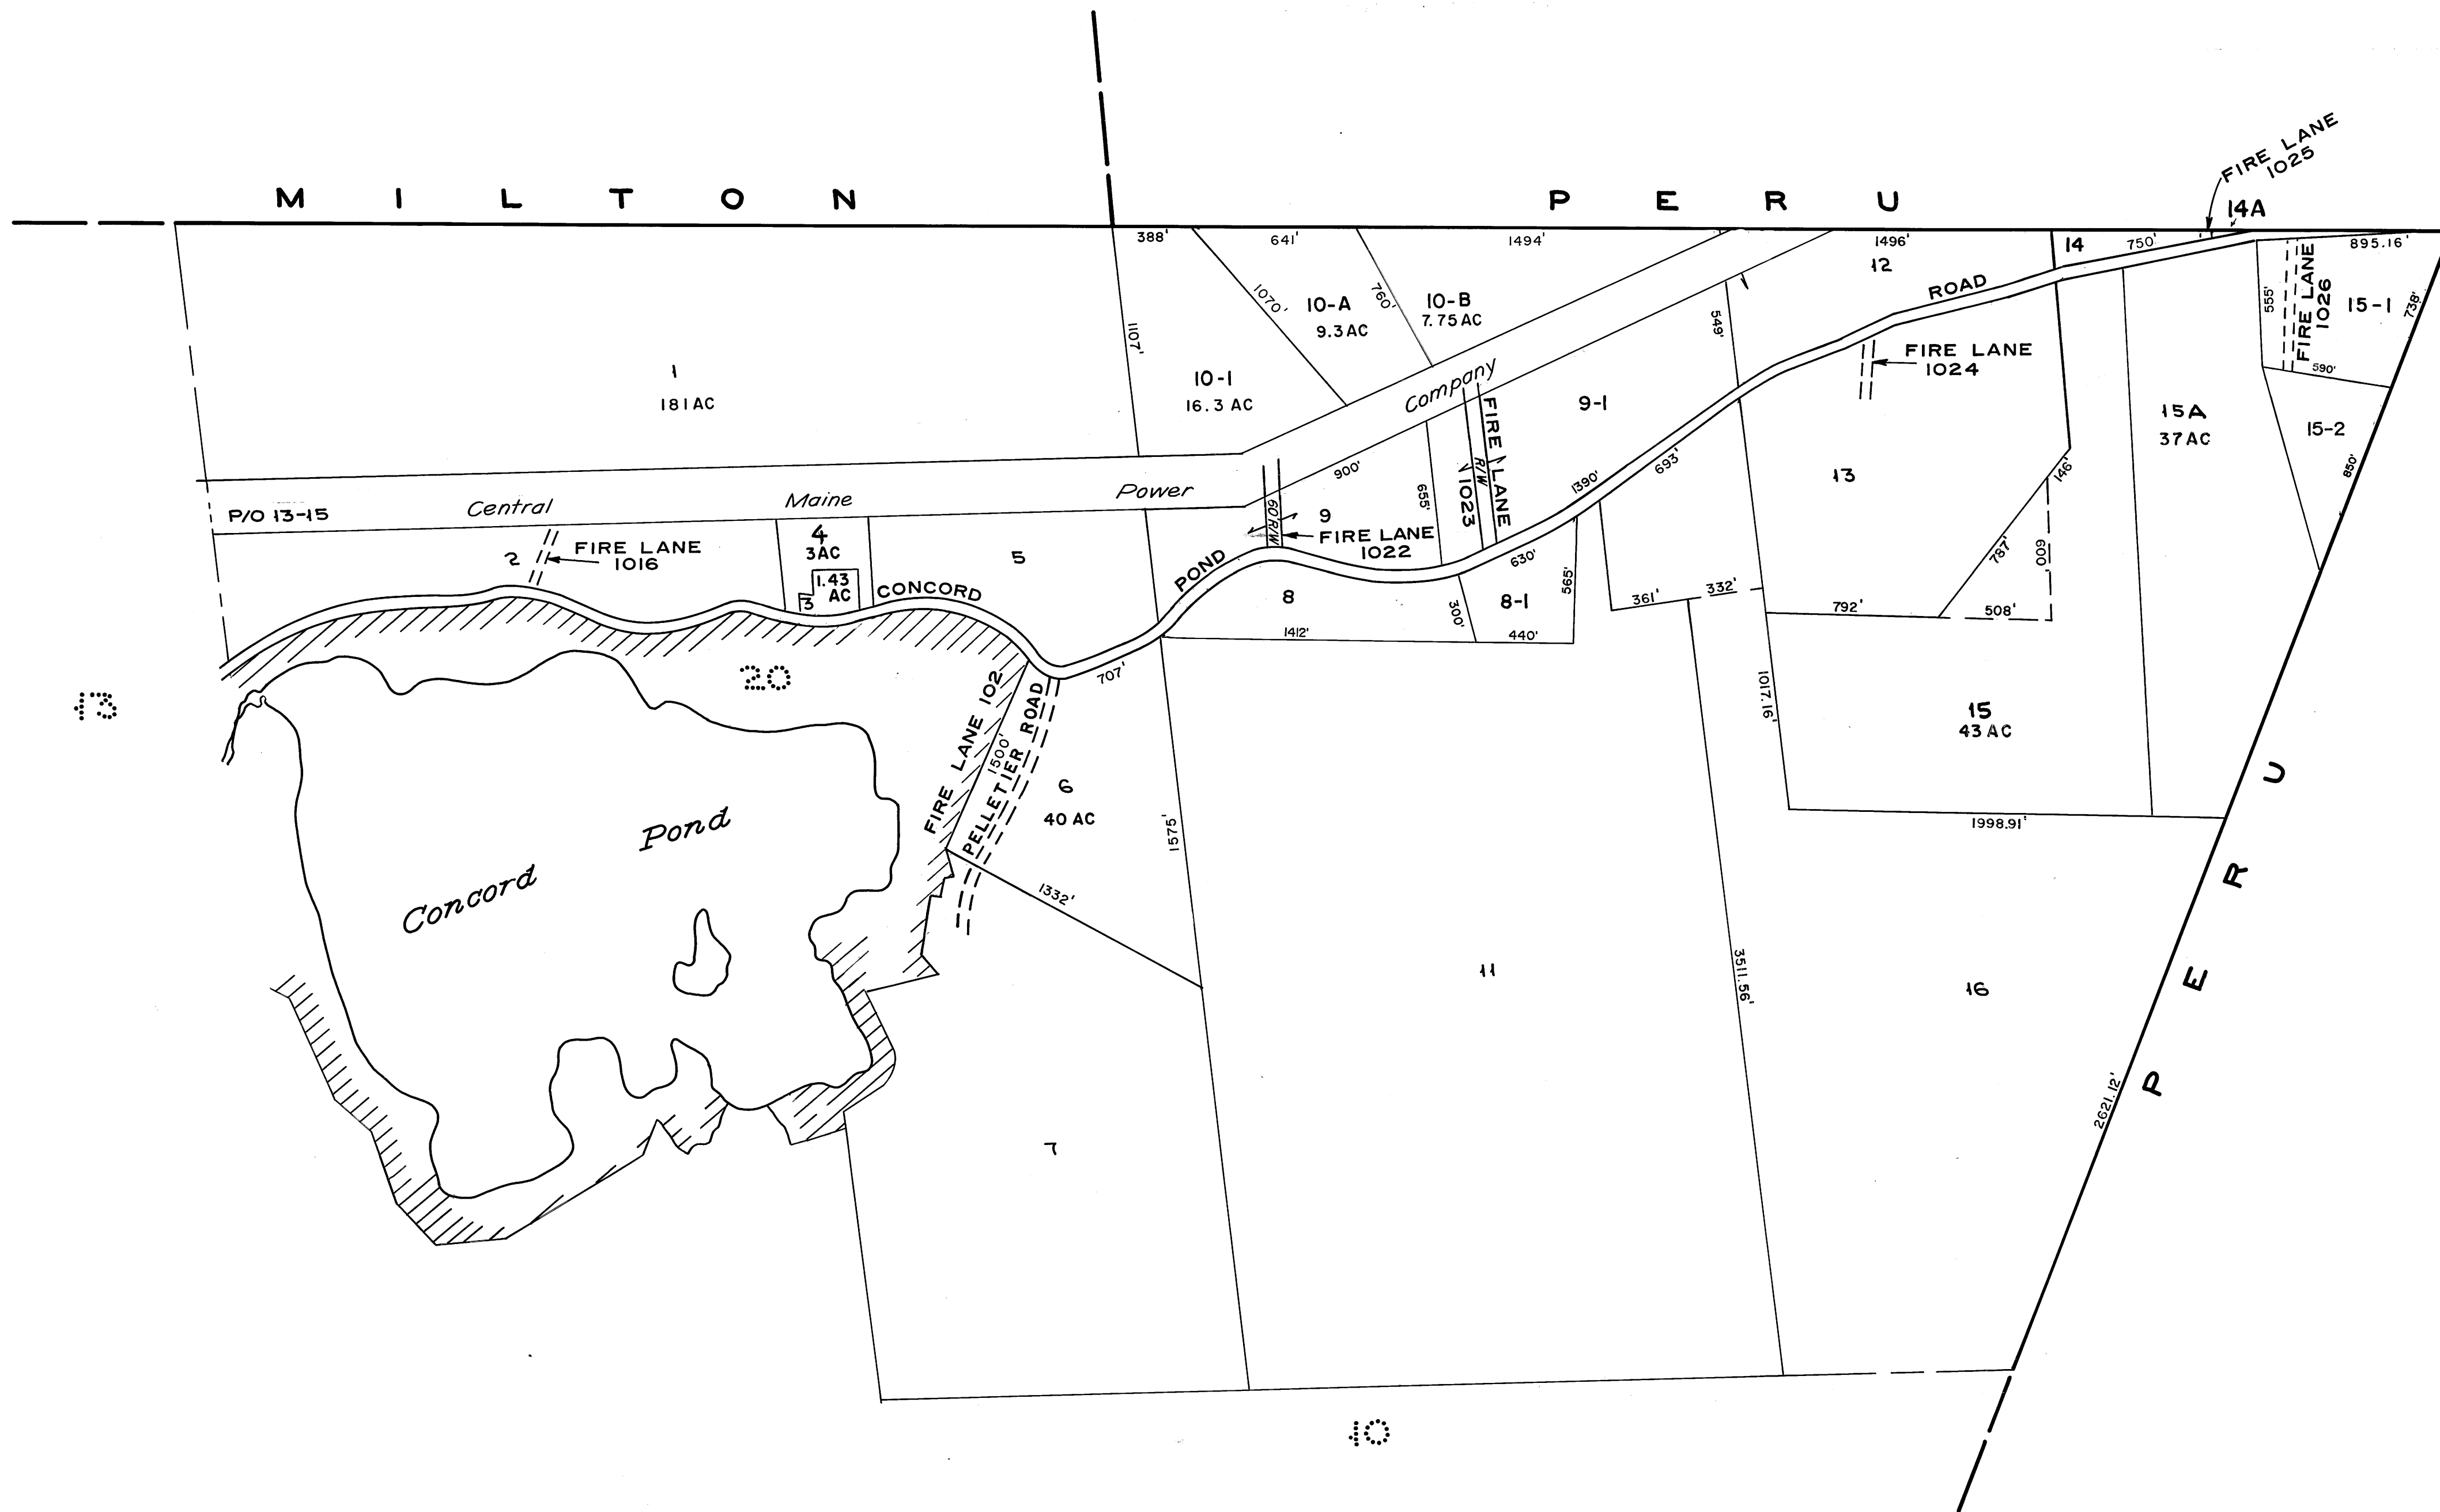 FIRE LANE
1025
M I L T O N
P E R U
14A
388'
641'
1494'
1496'
14
750'
895.16'
12
ROAD
1070'
10-A
9.3 AC
760'
10-B
7.75 AC
555'
FIRE LANE
1026
15-1
738'
1107'
549'
FIRE LANE
1024
590'
1
181 AC
10-1
16.3 AC
Company
9-1
15A
37 AC
15-2
850'
900'
655'
FIRE LANE
R/W
1023
1390'
693'
13
146'
Central Maine Power
P/O 13-15
60 R/W
9
FIRE LANE
1022
4
3 AC
2
FIRE LANE
1016
5
1.43
AC
3
CONCORD
POND
630'
787'
600'
565'
8
8-1
300'
361'
332'
792'
508'
1412'
440'
20
13
707'
FIRE LANE 102
1500'
PELLETIER ROAD
1017.16'
15
43 AC
6
40 AC
1575'
1998.91'
P E R U
Concord Pond
1332'
11
3511.56'
16
2621.12'
7
10